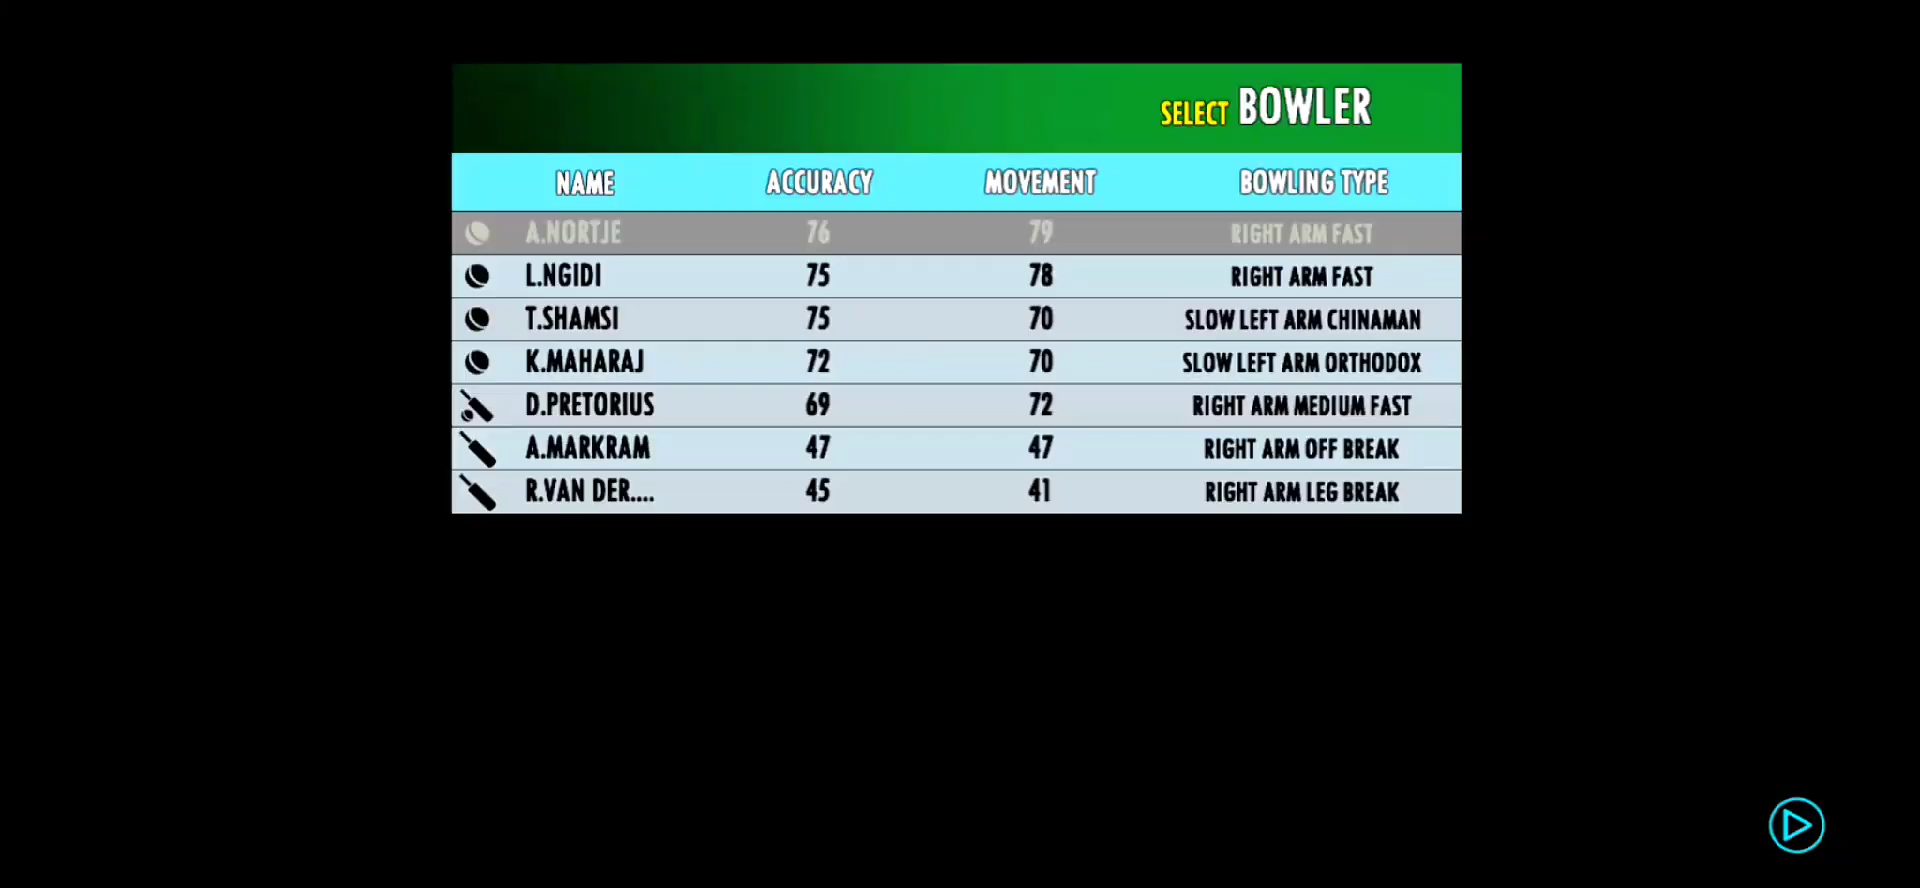 SELECT BOWLER
NAME ACCURACY MOVEMENT BOWLING TYPE
A.NORTJE 76 79 RIGHT ARM FAST
L.NGIDI 75 78 RIGHT ARM FAST
T.SHAMSI 75 70 SLOW LEFT ARM CHINAMAN
K.MAHARAJ 72 70 SLOW LEFT ARM ORTHODOX
D.PRETORIUS 69 72 RIGHT ARM MEDIUM FAST
A.MARKRAM 47 47 RIGHT ARM OFF BREAK
R.VAN DER.... 45 41 RIGHT ARM LEG BREAK